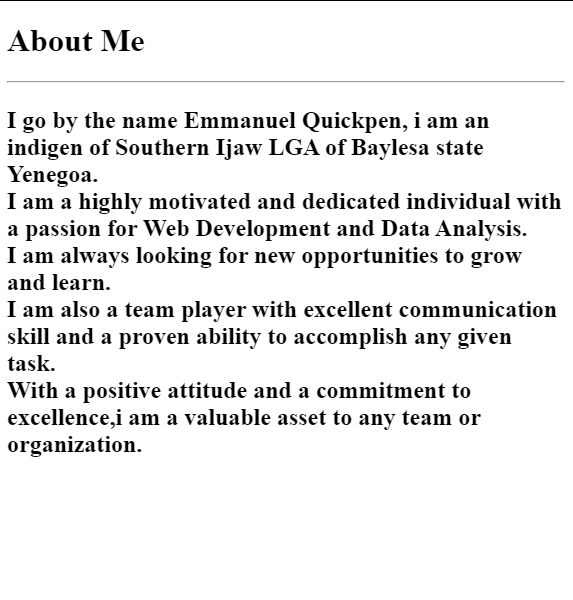 About Me
I go by the name Emmanuel Quickpen, i am an
indigen of Southern Ijaw LGA of Baylesa state
Yenegoa.
I am a highly motivated and dedicated individual with
a passion for Web Development and Data Analysis.
I am always looking for new opportunities to grow
and learn.
I am also a team player with excellent communication
skill and a proven ability to accomplish any given
task.
With a positive attitude and a commitment to
excellence,i am a valuable asset to any team or
organization.